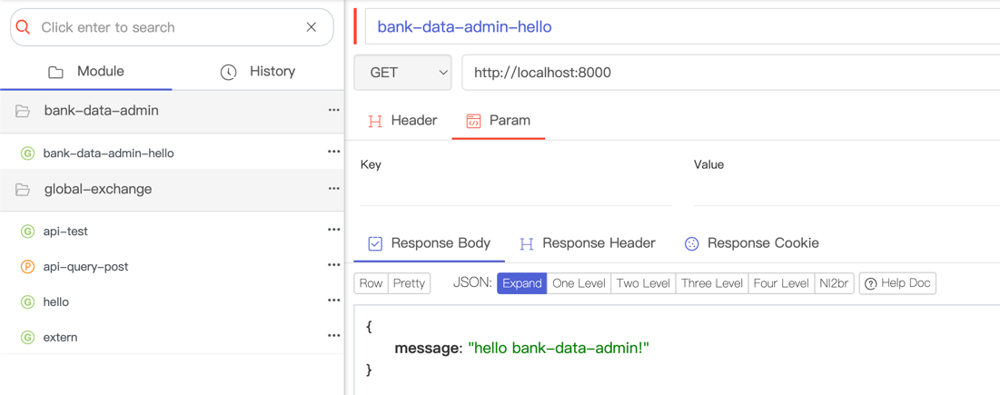 Click enter to search
Module
History
bank-data-admin
G bank-data-admin-hello
global-exchange
G api-test
P api-query-post
G hello
G extern
bank-data-admin-hello
GET
http://localhost:8000
H Header
Param
Key
Value
Response Body
H Response Header
Response Cookie
Row
Pretty
JSON:
Expand
One Level
Two Level
Three Level
Four Level
Nl2br
? Help Doc
{
message: "hello bank-data-admin!"
}